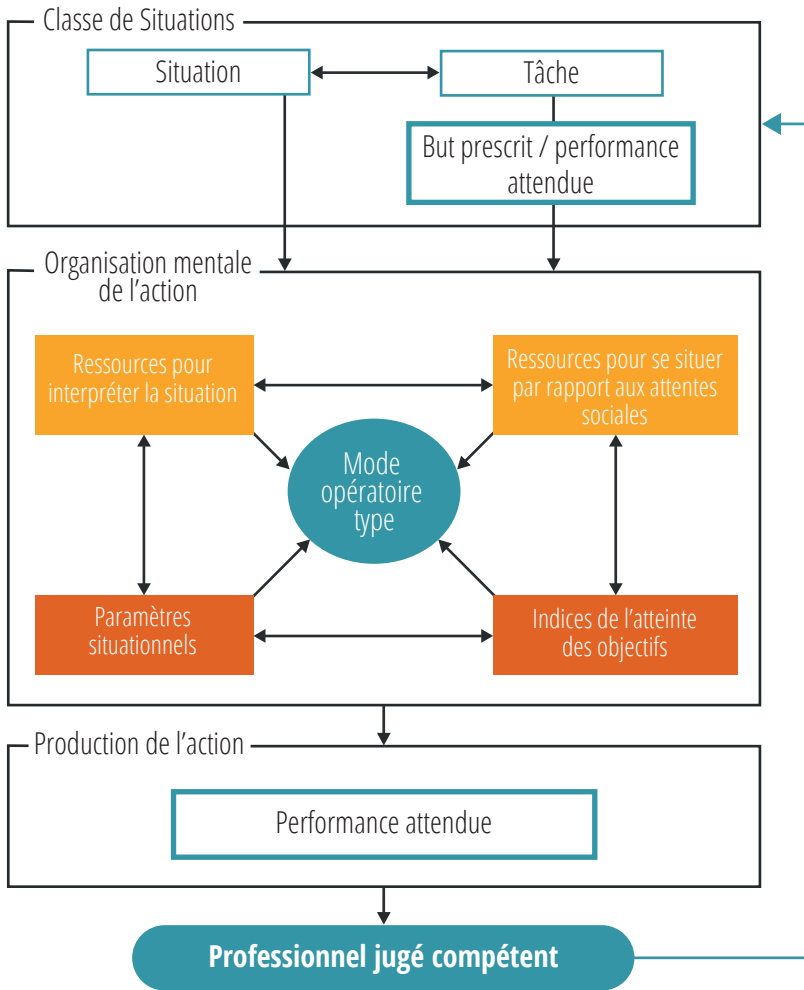 Classe de Situations
Situation
Tâche
But prescrit / performance
attendue
Organisation mentale
de l’action
Ressources pour
interpréter la situation
Ressources pour se situer
par rapport aux attentes
sociales
Mode
opératoire
type
Paramètres
situationnels
Indices de l’atteinte
des objectifs
Production de l’action
Performance attendue
Professionnel jugé compétent